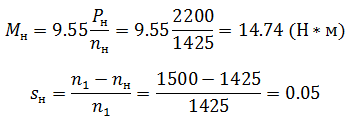 Mн = 9.55 Pн/nн = 9.55 2200/1425 = 14.74 (Н * м)
sн = (n1 − nн)/n1 = (1500 − 1425)/1425 = 0.05